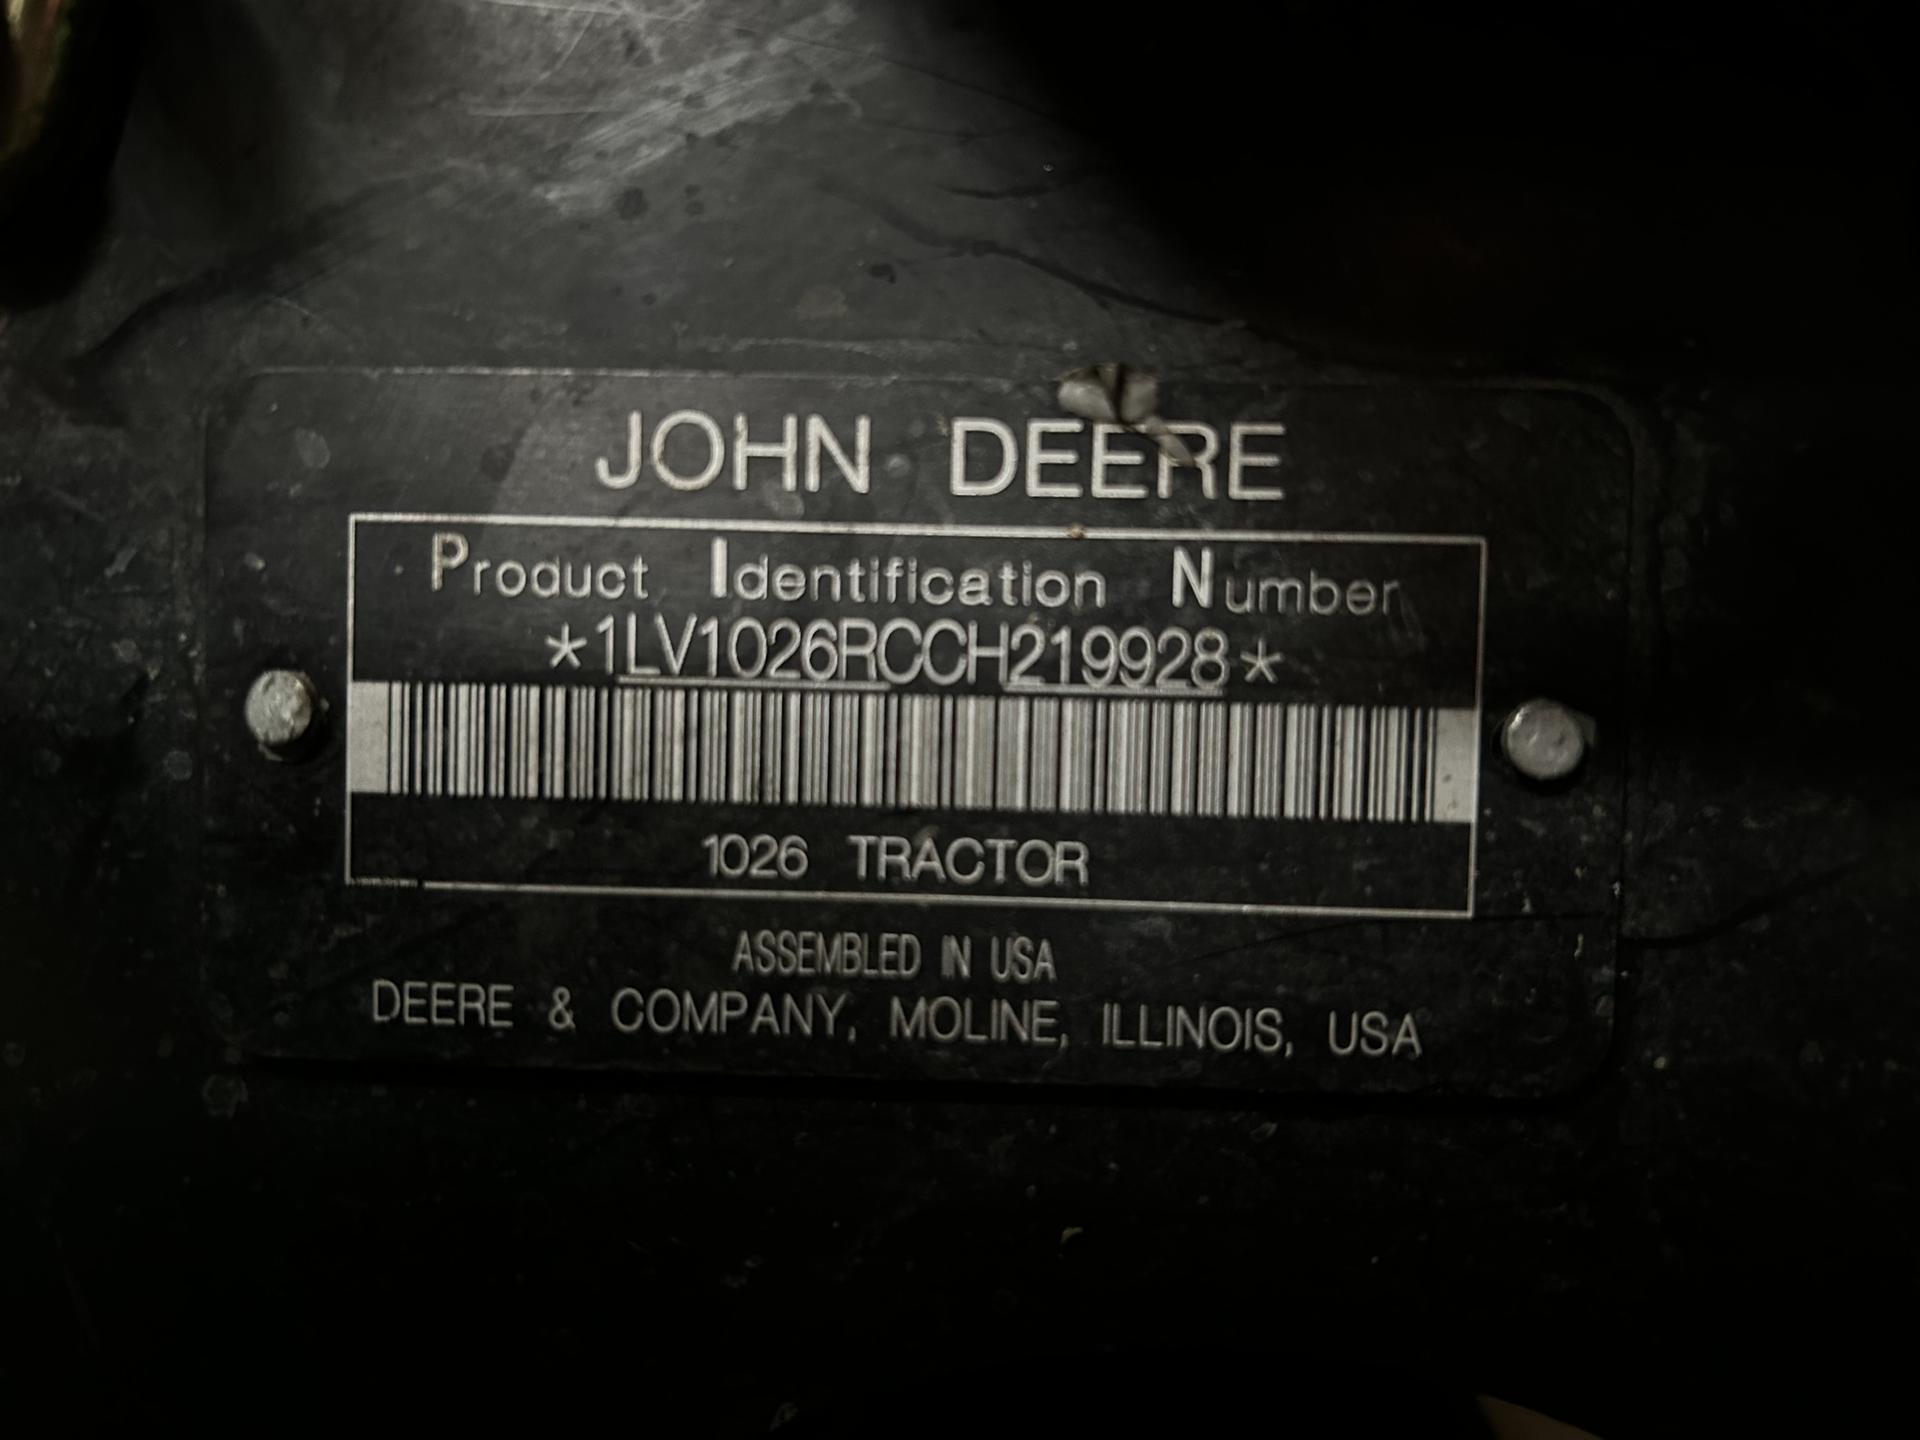 JOHN DEERE
Product Identification Number
*1LV1026RCCH219928*
1026 TRACTOR
ASSEMBLED IN USA
DEERE & COMPANY, MOLINE, ILLINOIS, USA